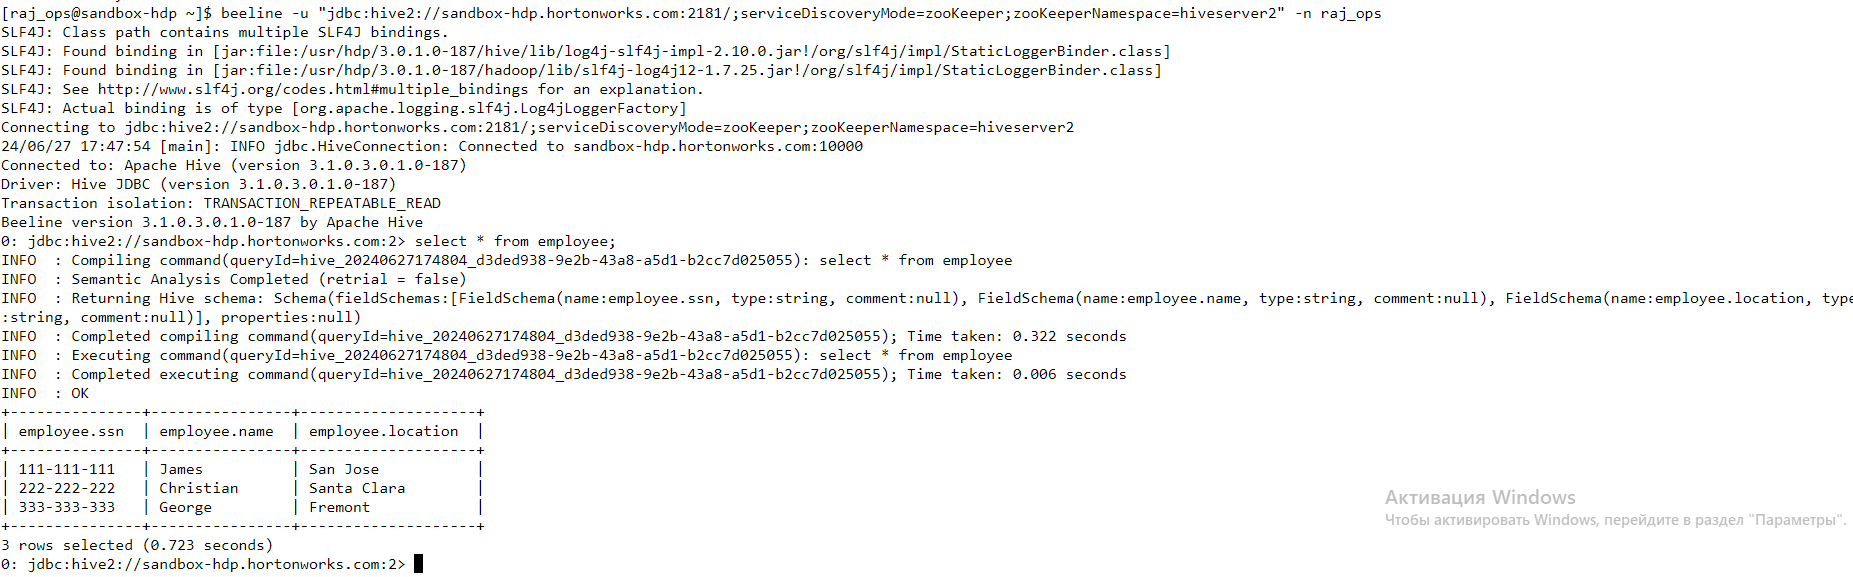 [raj_ops@sandbox-hdp ~]$ beeline -u "jdbc:hive2://sandbox-hdp.hortonworks.com:2181/;serviceDiscoveryMode=zooKeeper;zooKeeperNamespace=hiveserver2" -n raj_ops
SLF4J: Class path contains multiple SLF4J bindings.
SLF4J: Found binding in [jar:file:/usr/hdp/3.0.1.0-187/hive/lib/log4j-slf4j-impl-2.10.0.jar!/org/slf4j/impl/StaticLoggerBinder.class]
SLF4J: Found binding in [jar:file:/usr/hdp/3.0.1.0-187/hadoop/lib/slf4j-log4j12-1.7.25.jar!/org/slf4j/impl/StaticLoggerBinder.class]
SLF4J: See http://www.slf4j.org/codes.html#multiple_bindings for an explanation.
SLF4J: Actual binding is of type [org.apache.logging.slf4j.Log4jLoggerFactory]
Connecting to jdbc:hive2://sandbox-hdp.hortonworks.com:2181/;serviceDiscoveryMode=zooKeeper;zooKeeperNamespace=hiveserver2
24/06/27 17:47:54 [main]: INFO jdbc.HiveConnection: Connected to sandbox-hdp.hortonworks.com:10000
Connected to: Apache Hive (version 3.1.0.3.0.1.0-187)
Driver: Hive JDBC (version 3.1.0.3.0.1.0-187)
Transaction isolation: TRANSACTION_REPEATABLE_READ
Beeline version 3.1.0.3.0.1.0-187 by Apache Hive
0: jdbc:hive2://sandbox-hdp.hortonworks.com:2> select * from employee;
INFO  : Compiling command(queryId=hive_20240627174804_d3ded938-9e2b-43a8-a5d1-b2cc7d025055): select * from employee
INFO  : Semantic Analysis Completed (retrial = false)
INFO  : Returning Hive schema: Schema(fieldSchemas:[FieldSchema(name:employee.ssn, type:string, comment:null), FieldSchema(name:employee.name, type:string, comment:null), FieldSchema(name:employee.location, type
:string, comment:null)], properties:null)
INFO  : Completed compiling command(queryId=hive_20240627174804_d3ded938-9e2b-43a8-a5d1-b2cc7d025055); Time taken: 0.322 seconds
INFO  : Executing command(queryId=hive_20240627174804_d3ded938-9e2b-43a8-a5d1-b2cc7d025055): select * from employee
INFO  : Completed executing command(queryId=hive_20240627174804_d3ded938-9e2b-43a8-a5d1-b2cc7d025055); Time taken: 0.006 seconds
INFO  : OK
+---------------+----------------+--------------------+
| employee.ssn  | employee.name  | employee.location  |
+---------------+----------------+--------------------+
| 111-111-111   | James          | San Jose           |
| 222-222-222   | Christian      | Santa Clara        |
| 333-333-333   | George         | Fremont            |
+---------------+----------------+--------------------+
3 rows selected (0.723 seconds)
0: jdbc:hive2://sandbox-hdp.hortonworks.com:2>
Активация Windows
Чтобы активировать Windows, перейдите в раздел "Параметры".